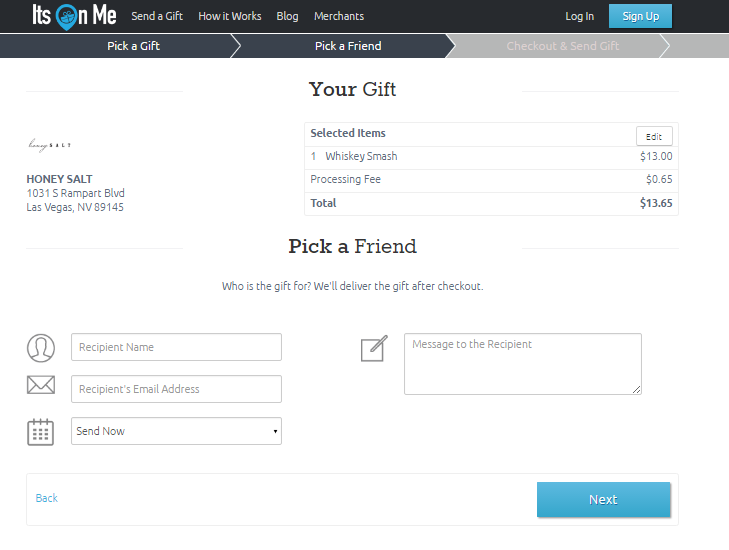 Its On Me Send a Gift How it Works Blog Merchants Log In Sign Up
Pick a Gift Pick a Friend Checkout & Send Gift
Your Gift
honey SALT
HONEY SALT
1031 S Rampart Blvd
Las Vegas, NV 89145
Selected Items Edit
1 Whiskey Smash $13.00
Processing Fee $0.65
Total $13.65
Pick a Friend
Who is the gift for? We'll deliver the gift after checkout.
Recipient Name
Recipient's Email Address
Send Now
Message to the Recipient
Back Next